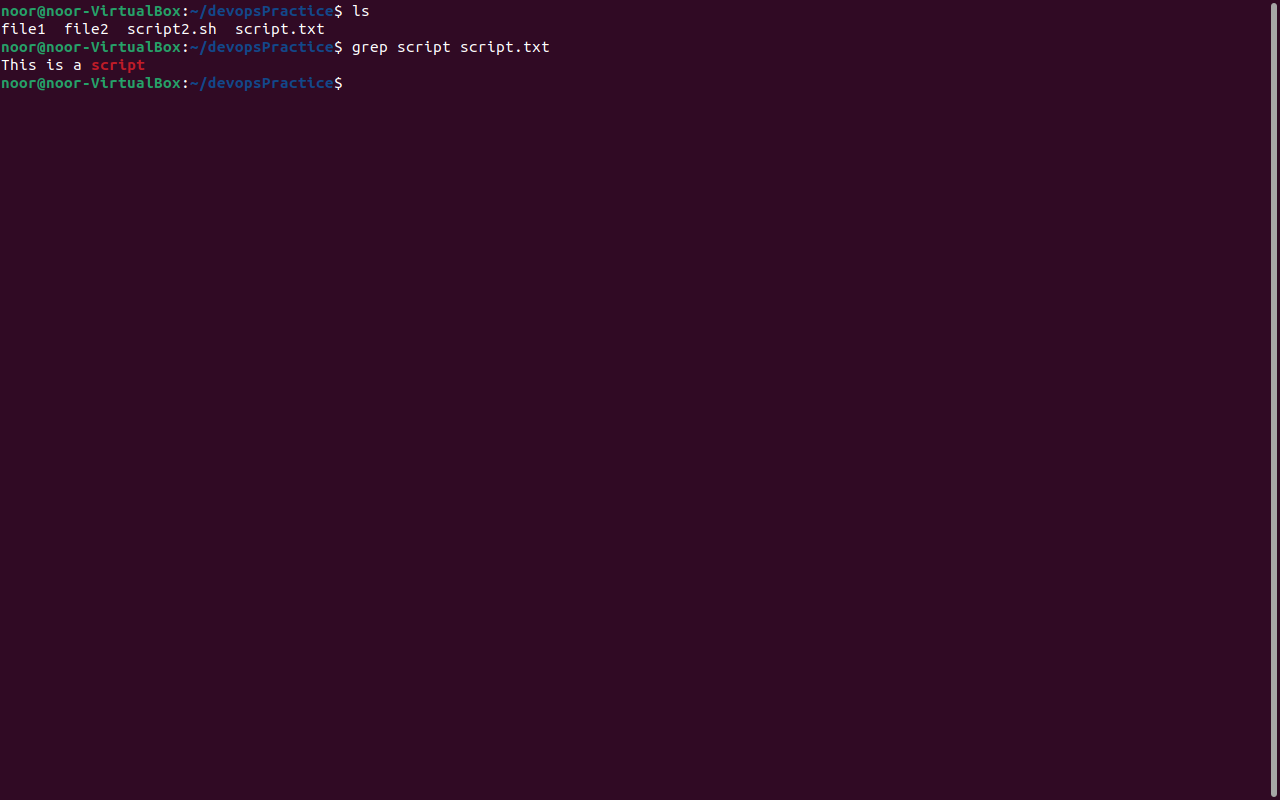 noor@noor-VirtualBox:~/devopsPractice$ ls
file1  file2  script2.sh  script.txt
noor@noor-VirtualBox:~/devopsPractice$ grep script script.txt
This is a script
noor@noor-VirtualBox:~/devopsPractice$